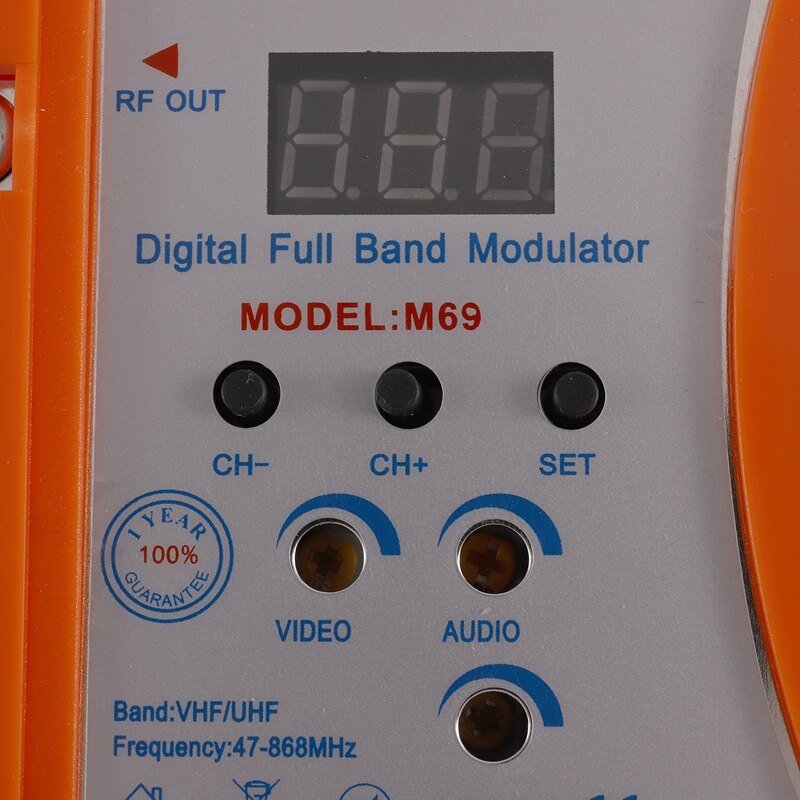 RF OUT
Digital Full Band Modulator
MODEL:M69
CH-
CH+
SET
1 YEAR
100%
GUARANTEE
VIDEO
AUDIO
Band:VHF/UHF
Frequency:47-868MHz